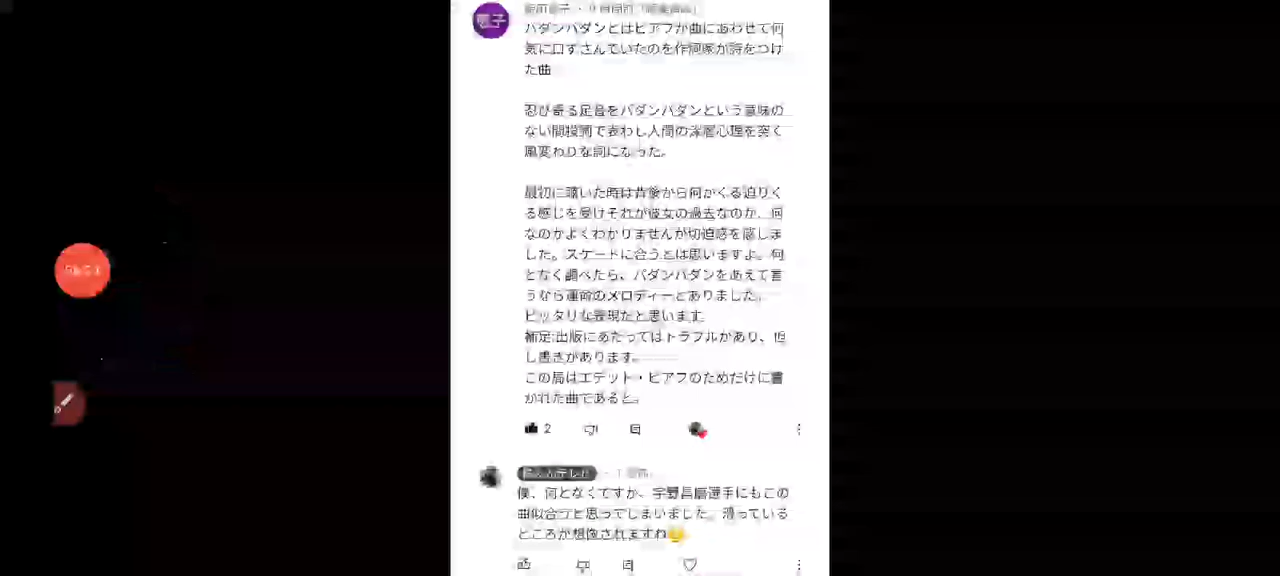 恵子
パダンパダンとはピアフが曲にあわせて何
気に口ずさんでいたのを作詞家が詩をつけ
た曲
忍び寄る足音をパダンパダンという意味の
ない間投詞で表わし人間の深層心理を突く
風変わりな詞になった。
最初に聴いた時は背後から何かくる迫りく
る感じを受けそれが彼女の過去なのか、何
なのかよくわかりませんが切迫感を感じま
した。スケートに合うとは思いますよ。何
となく調べたら、パダンパダンをあえて言
うなら運命のメロディーとありました。
ピッタリな表現だと思います
補足:出版にあたってはトラブルがあり、但
し書きがあります。
この曲はエデット・ピアフのためだけに書
かれた曲であると。
2
僕、何となくですが、宇野昌磨選手にもこの
曲似合うと思ってしまいました。滑っている
ところが想像されますね